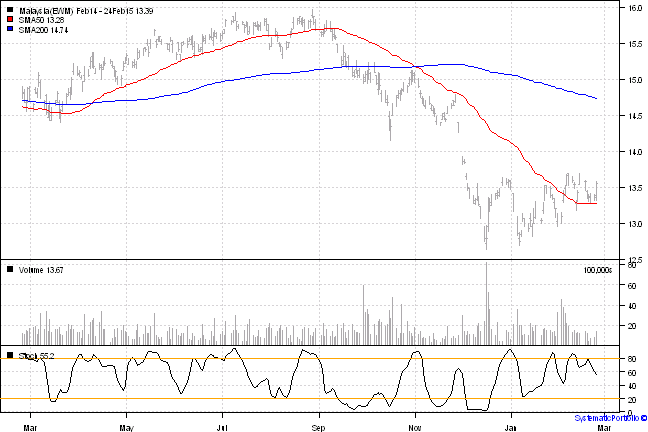 Malaysia(EWM) Feb14 - 24Feb15 13.39
SMA50 13.28
SMA200 14.74
16.0
15.5
15.0
14.5
14.0
13.5
13.0
12.5
Volume 13.67
100,000s
80
60
40
20
Stoch 55.2
80
60
40
20
0
Mar
May
Jul
Sep
Nov
Jan
Mar
SystematicPortfolio ©